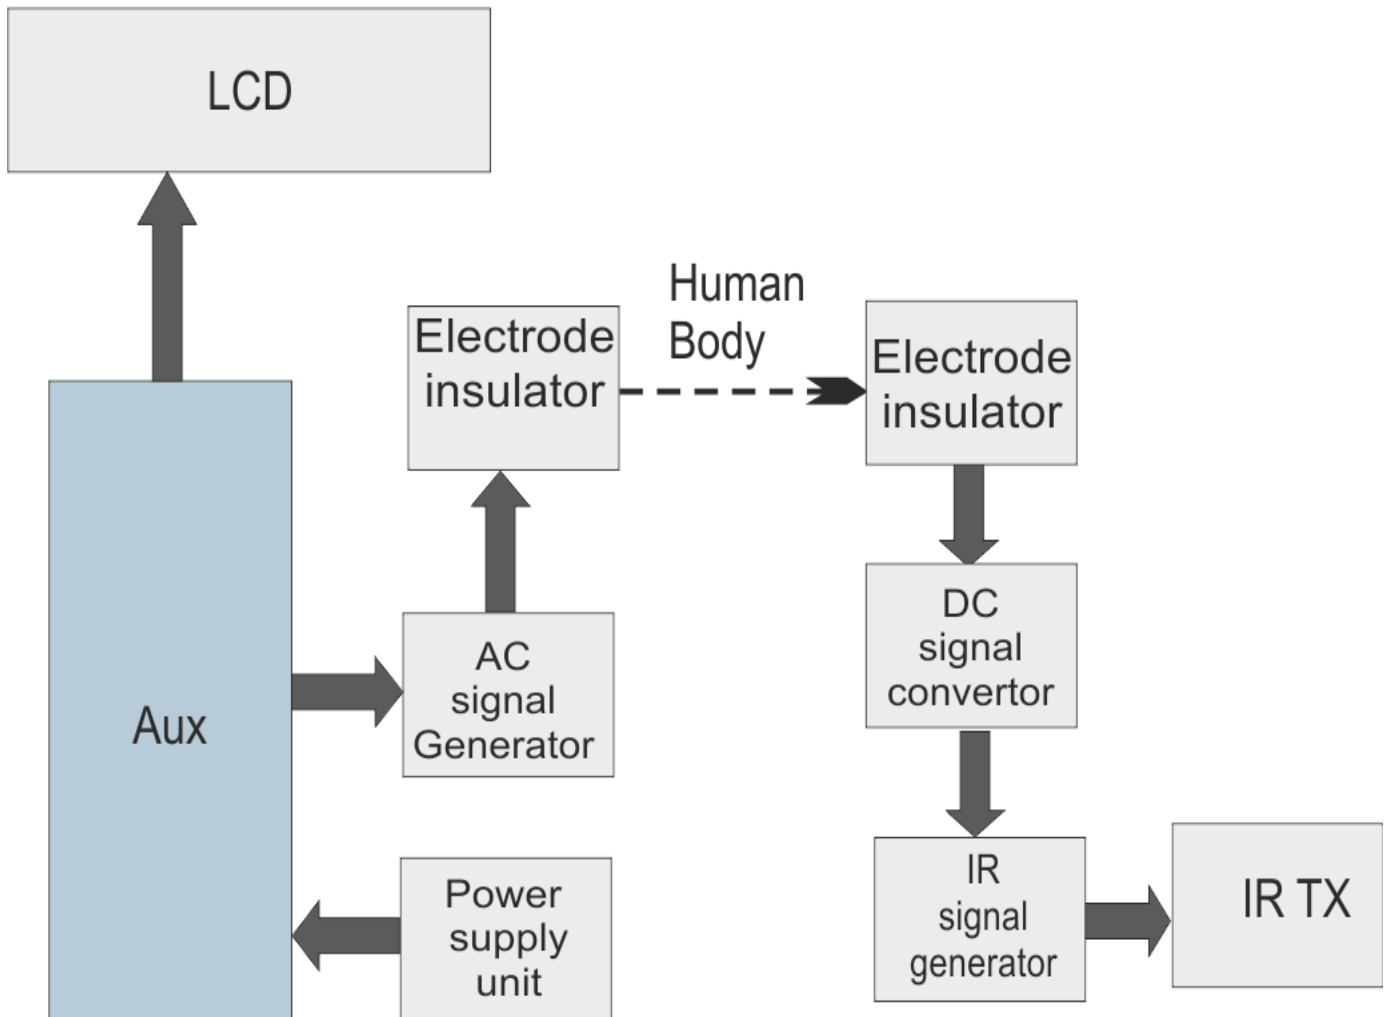 LCD
Human
Body
Electrode
insulator
Electrode
insulator
AC
signal
Generator
DC
signal
convertor
Aux
Power
supply
unit
IR
signal
generator
IR TX